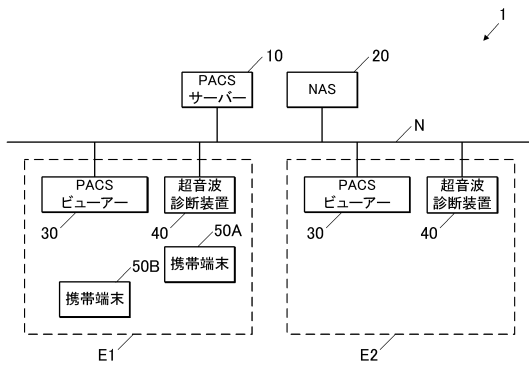 1
10
20
PACS
サーバー
NAS
N
PACS
ビューアー
超音波
診断装置
PACS
ビューアー
超音波
診断装置
30
40
50A
30
40
携帯端末
50B
携帯端末
E1
E2